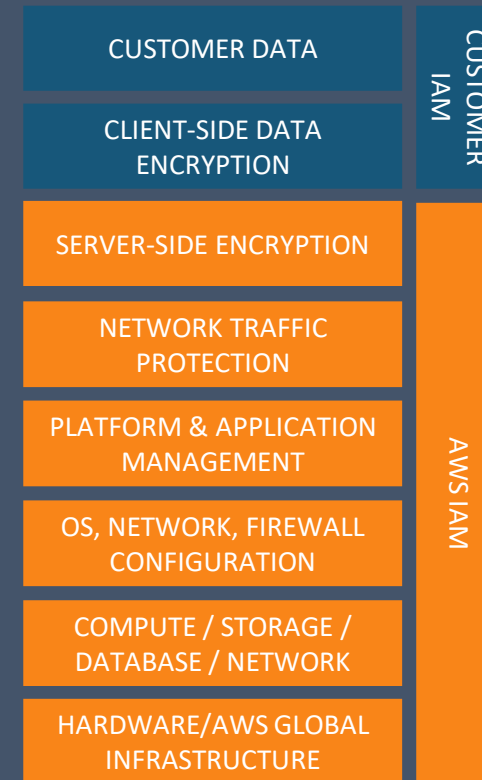 CUSTOMER DATA
CLIENT-SIDE DATA
ENCRYPTION
CUSTOMER
IAM
SERVER-SIDE ENCRYPTION
NETWORK TRAFFIC
PROTECTION
PLATFORM & APPLICATION
MANAGEMENT
OS, NETWORK, FIREWALL
CONFIGURATION
COMPUTE / STORAGE /
DATABASE / NETWORK
HARDWARE/AWS GLOBAL
INFRASTRUCTURE
AWS IAM